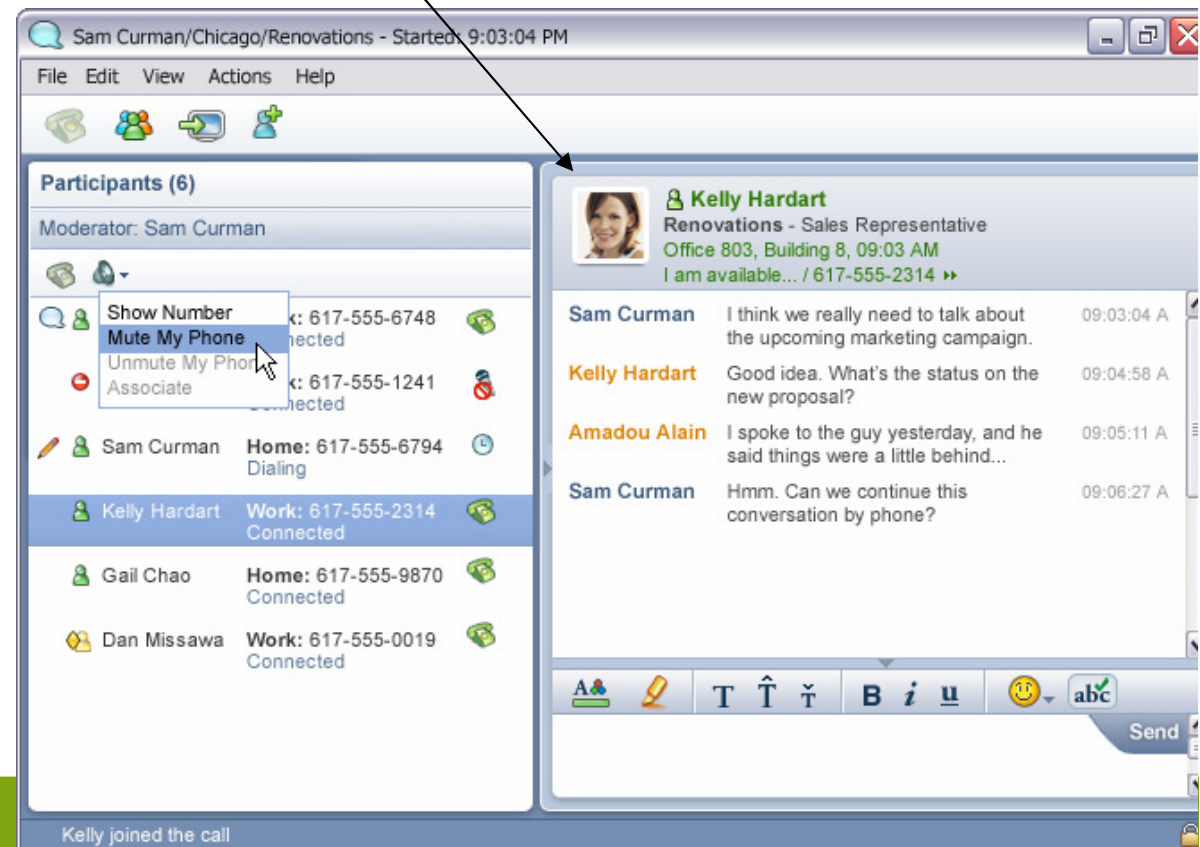 Sam Curman/Chicago/Renovations - Started: 9:03:04 PM
File Edit View Actions Help
Participants (6)
Moderator: Sam Curman
Show Number
Mute My Phone
Unmute My Phon
Associate
k: 617-555-6748
nected
k: 617-555-1241
Connected
Sam Curman Home: 617-555-6794
Dialing
Kelly Hardart Work: 617-555-2314
Connected
Gail Chao Home: 617-555-9870
Connected
Dan Missawa Work: 617-555-0019
Connected
Kelly Hardart
Renovations - Sales Representative
Office 803, Building 8, 09:03 AM
I am available... / 617-555-2314
Sam Curman I think we really need to talk about 09:03:04 A
the upcoming marketing campaign.
Kelly Hardart Good idea. What's the status on the 09:04:58 A
new proposal?
Amadou Alain I spoke to the guy yesterday, and he 09:05:11 A
said things were a little behind...
Sam Curman Hmm. Can we continue this 09:06:27 A
conversation by phone?
A T T T B i u abc
Send
Kelly joined the call